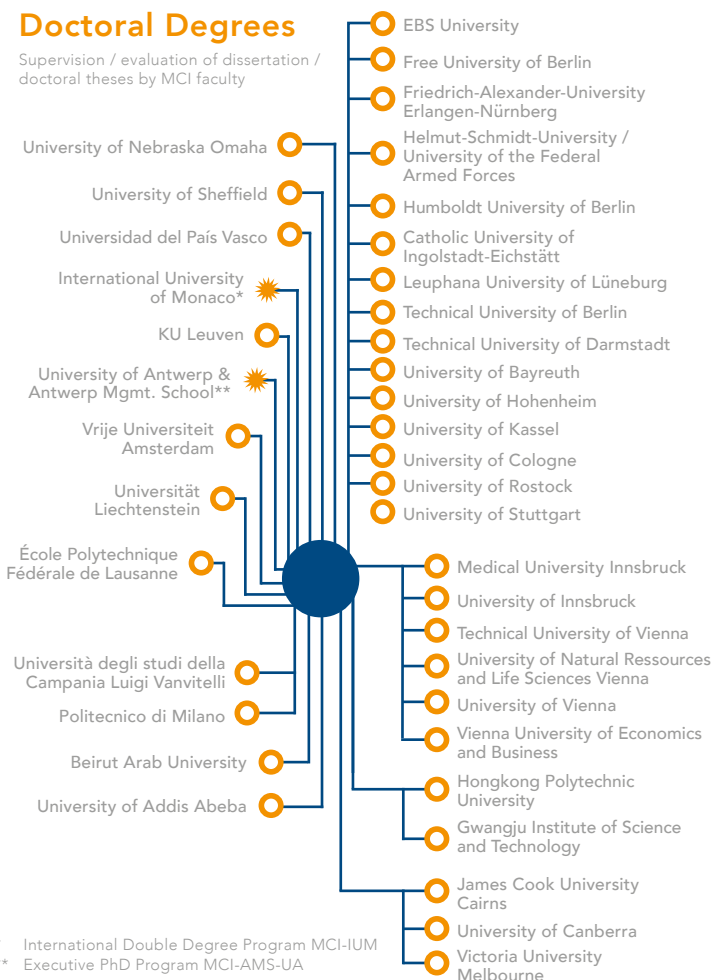 Doctoral Degrees
Supervision / evaluation of dissertation /
doctoral theses by MCI faculty
University of Nebraska Omaha
University of Sheffield
Universidad del País Vasco
International University
of Monaco*
KU Leuven
University of Antwerp &
Antwerp Mgmt. School**
Vrije Universiteit
Amsterdam
Universität
Liechtenstein
École Polytechnique
Fédérale de Lausanne
Università degli studi della
Campania Luigi Vanvitelli
Politecnico di Milano
Beirut Arab University
University of Addis Abeba
EBS University
Free University of Berlin
Friedrich-Alexander-University
Erlangen-Nürnberg
Helmut-Schmidt-University /
University of the Federal
Armed Forces
Humboldt University of Berlin
Catholic University of
Ingolstadt-Eichstätt
Leuphana University of Lüneburg
Technical University of Berlin
Technical University of Darmstadt
University of Bayreuth
University of Hohenheim
University of Kassel
University of Cologne
University of Rostock
University of Stuttgart
Medical University Innsbruck
University of Innsbruck
Technical University of Vienna
University of Natural Ressources
and Life Sciences Vienna
University of Vienna
Vienna University of Economics
and Business
Hongkong Polytechnic
University
Gwangju Institute of Science
and Technology
James Cook University
Cairns
University of Canberra
Victoria University
Melbourne
* International Double Degree Program MCI-IUM
** Executive PhD Program MCI-AMS-UA